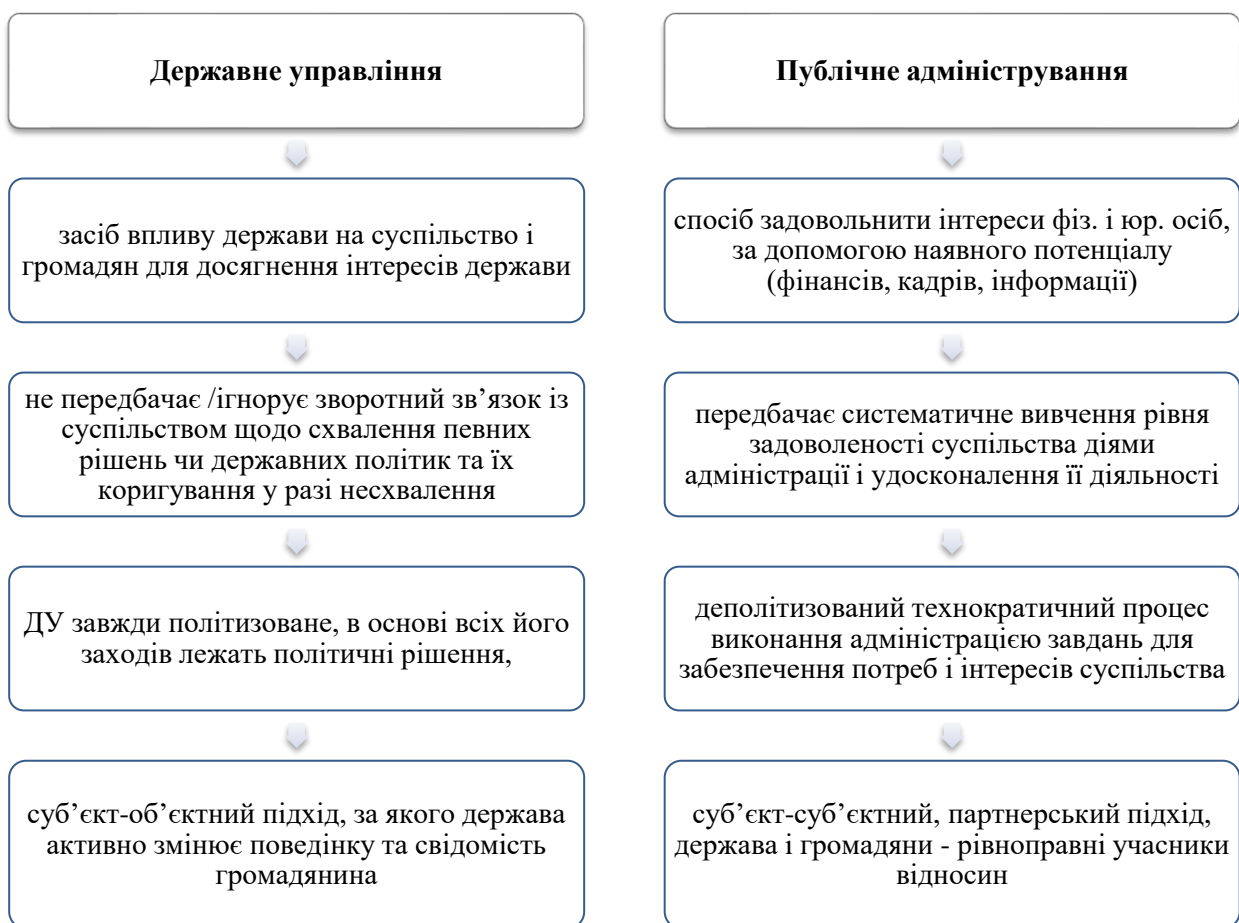 Державне управління
засіб впливу держави на суспільство і
громадян для досягнення інтересів держави
не передбачає /ігнорує зворотний зв’язок із
суспільством щодо схвалення певних
рішень чи державних політик та їх
коригування у разі несхвалення
ДУ завжди політизоване, в основі всіх його
заходів лежать політичні рішення,
суб’єкт-об’єктний підхід, за якого держава
активно змінює поведінку та свідомість
громадянина
Публічне адміністрування
спосіб задовольнити інтереси фіз. і юр. осіб,
за допомогою наявного потенціалу
(фінансів, кадрів, інформації)
передбачає систематичне вивчення рівня
задоволеності суспільства діями
адміністрації і удосконалення її діяльності
деполітизований технократичний процес
виконання адміністрацією завдань для
забезпечення потреб і інтересів суспільства
суб’єкт-суб’єктний, партнерський підхід,
держава і громадяни - рівноправні учасники
відносин